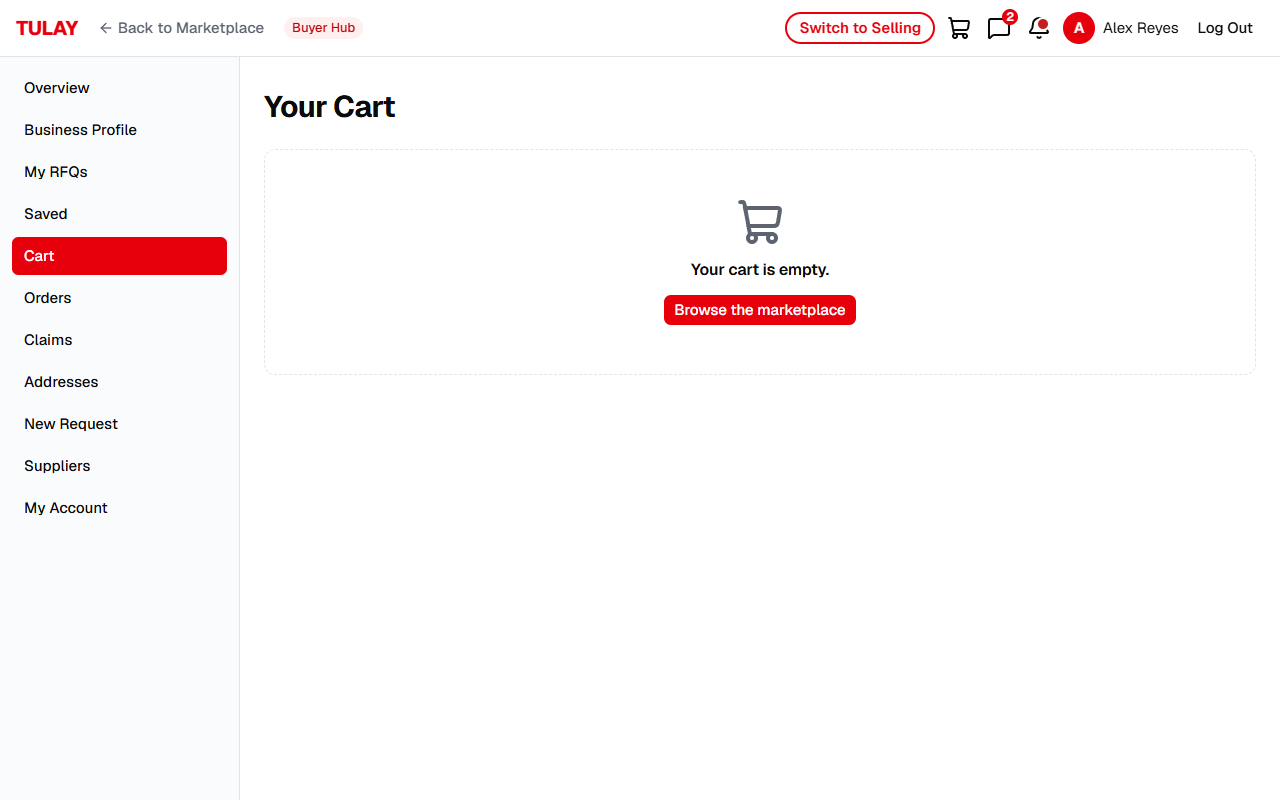 TULAY
Back to Marketplace
Buyer Hub
Switch to Selling
2
A
Alex Reyes
Log Out
Overview
Business Profile
My RFQs
Saved
Cart
Orders
Claims
Addresses
New Request
Suppliers
My Account
Your Cart
Your cart is empty.
Browse the marketplace